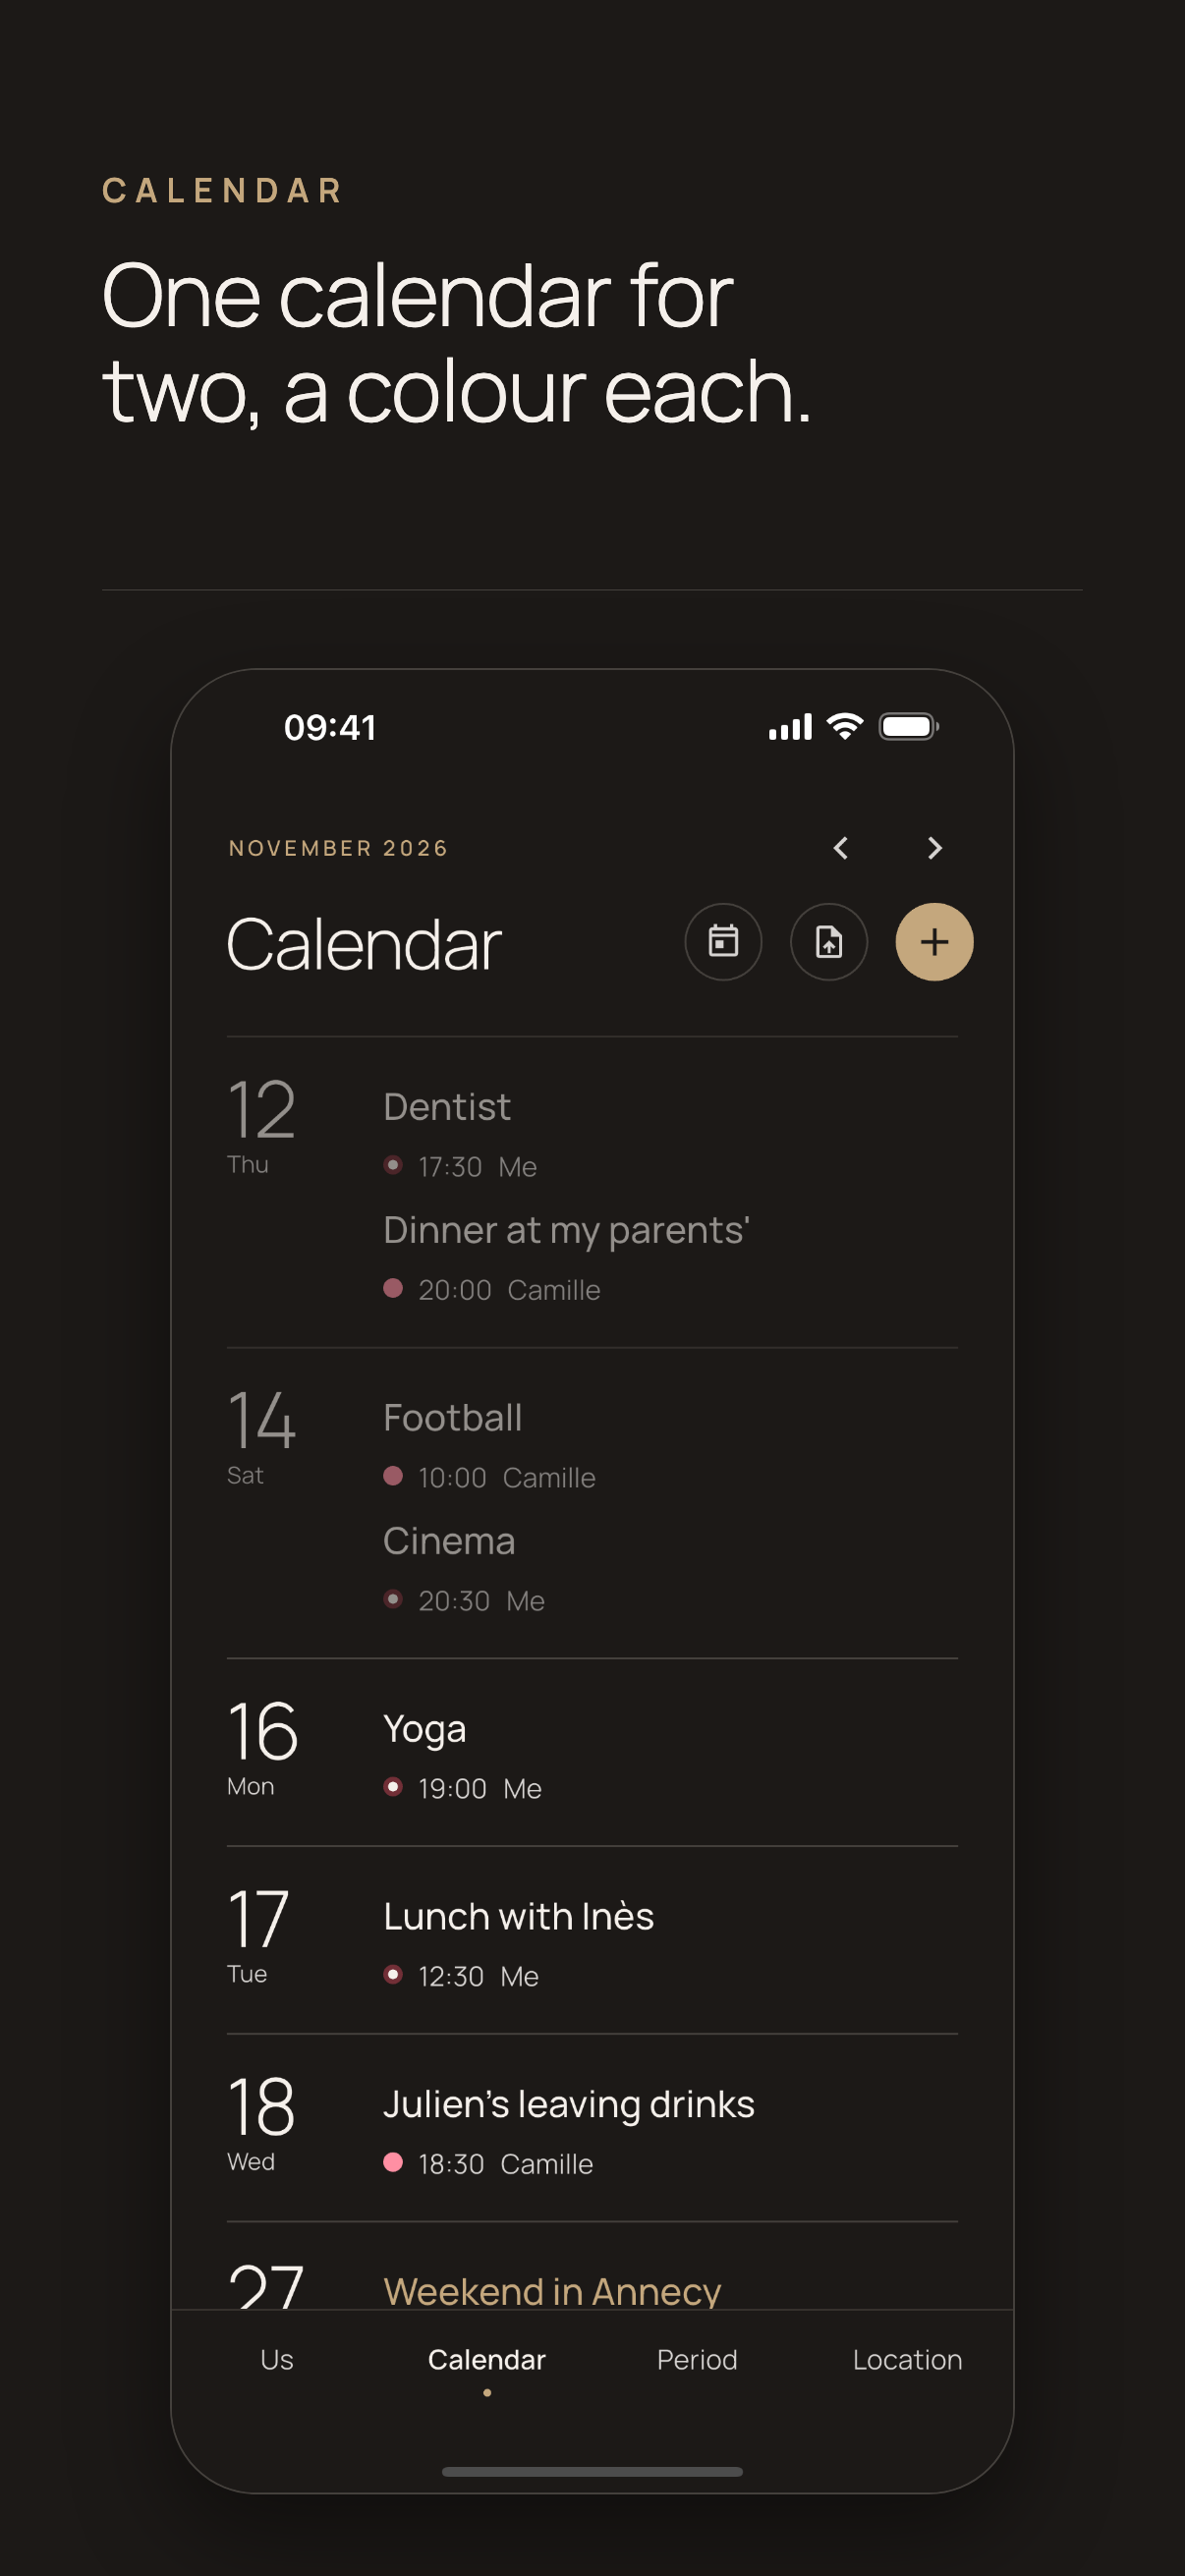 CALENDAR
One calendar for
two, a colour each.
09:41
NOVEMBER 2026
Calendar
12
Thu
Dentist
17:30 Me
Dinner at my parents'
20:00 Camille
14
Sat
Football
10:00 Camille
Cinema
20:30 Me
16
Mon
Yoga
19:00 Me
17
Tue
Lunch with Inès
12:30 Me
18
Wed
Julien’s leaving drinks
18:30 Camille
27
Weekend in Annecy
Us Calendar Period Location